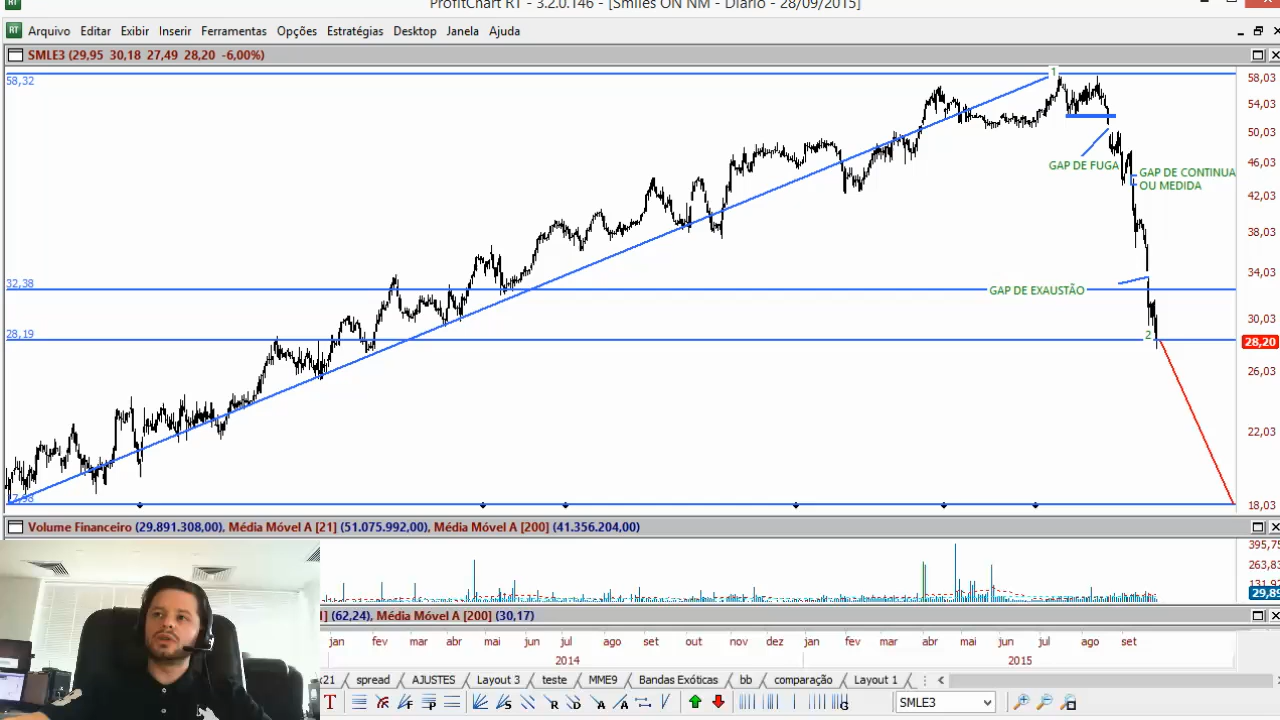 ProfitChart RT - 3.2.0.146 - [Smiles ON NM - Diário - 28/09/2015]
RT Arquivo Editar Exibir Inserir Ferramentas Opções Estratégias Desktop Janela Ajuda
SMLE3 (29,95 30,18 27,49 28,20 -6,00%)
58,32
1
58,03
54,03
50,03
GAP DE FUGA
46,03
GAP DE CONTINUA
OU MEDIDA
42,03
38,03
34,03
32,38
GAP DE EXAUSTÃO
30,03
28,19
2
28,20
26,03
22,03
18,03
Volume Financeiro (29.891.308,00), Média Móvel A [21] (51.075.992,00), Média Móvel A [200] (41.356.204,00)
395,75
263,83
131,92
29,89
] (62,24), Média Móvel A [200] (30,17)
jan fev mar abr mai jun jul ago set out nov dez jan fev mar abr mai jun jul ago set
2014 2015
x21 spread AJUSTES Layout 3 teste MME9 Bandas Exóticas bb comparação Layout 1
SMLE3